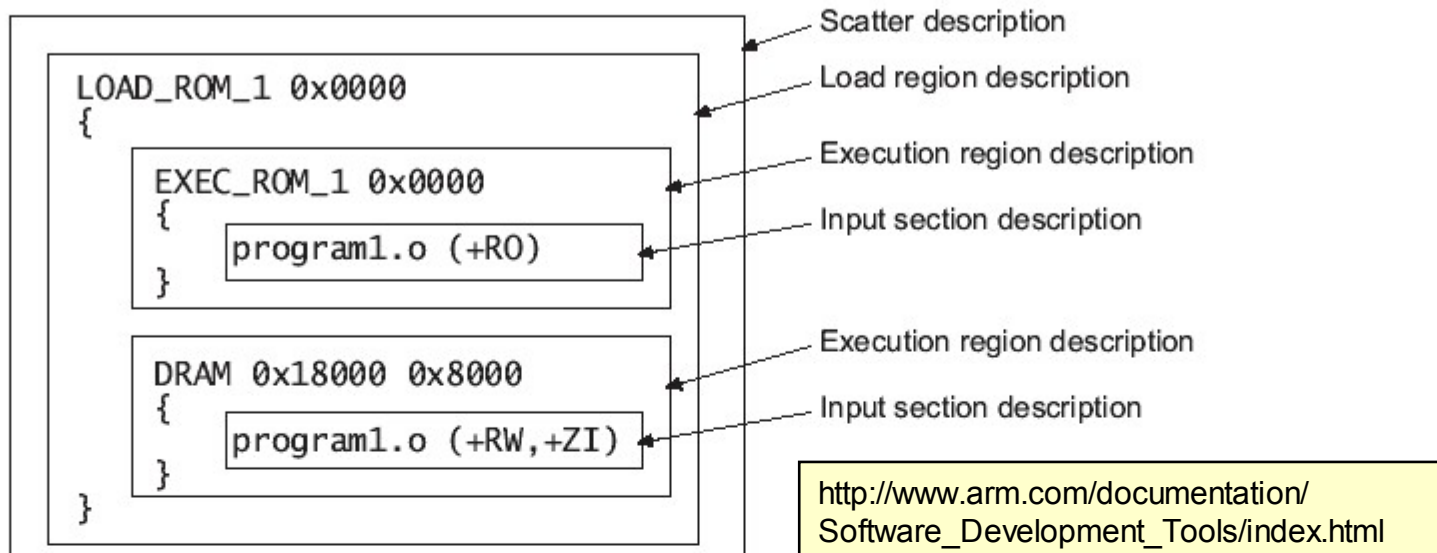 Scatter description
LOAD_ROM_1 0x0000
Load region description
{
EXEC_ROM_1 0x0000
Execution region description
{
program1.o (+RO)
Input section description
}
DRAM 0x18000 0x8000
Execution region description
{
program1.o (+RW,+ZI)
Input section description
}
}
http://www.arm.com/documentation/
Software_Development_Tools/index.html